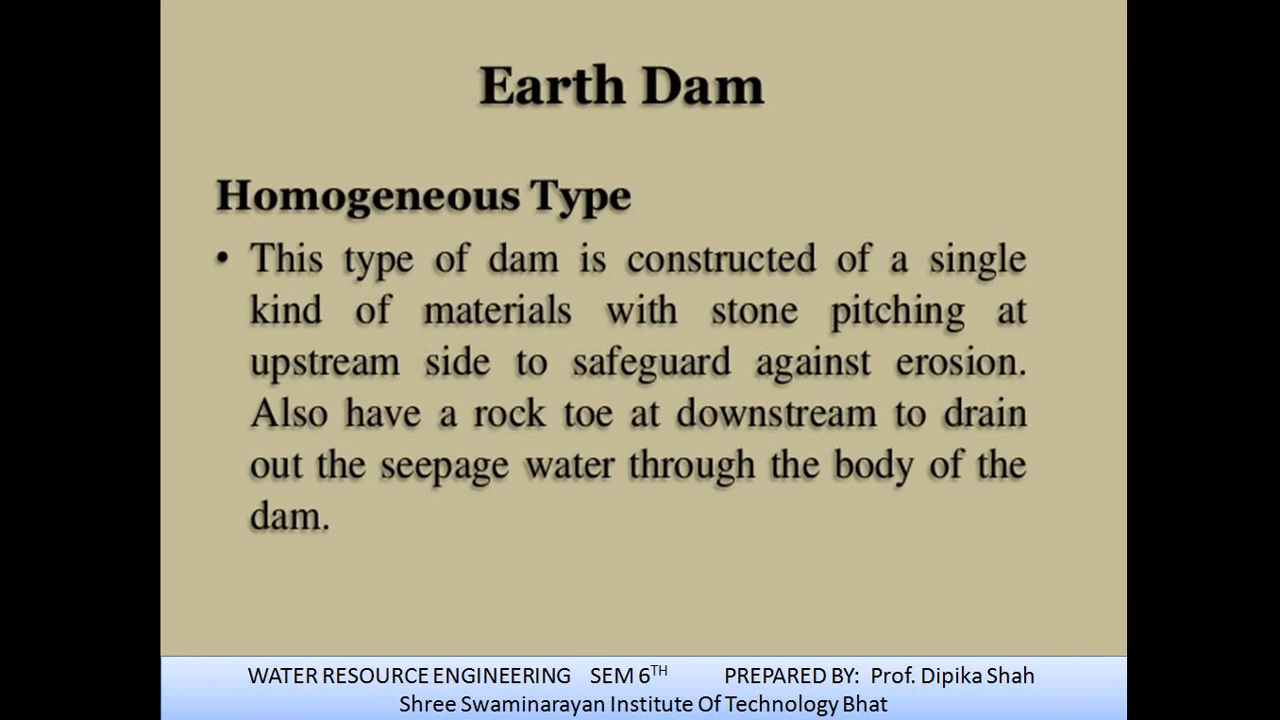 Earth Dam
Homogeneous Type
• This type of dam is constructed of a single
kind of materials with stone pitching at
upstream side to safeguard against erosion.
Also have a rock toe at downstream to drain
out the seepage water through the body of the
dam.
WATER RESOURCE ENGINEERING SEM 6TH PREPARED BY: Prof. Dipika Shah
Shree Swaminarayan Institute Of Technology Bhat